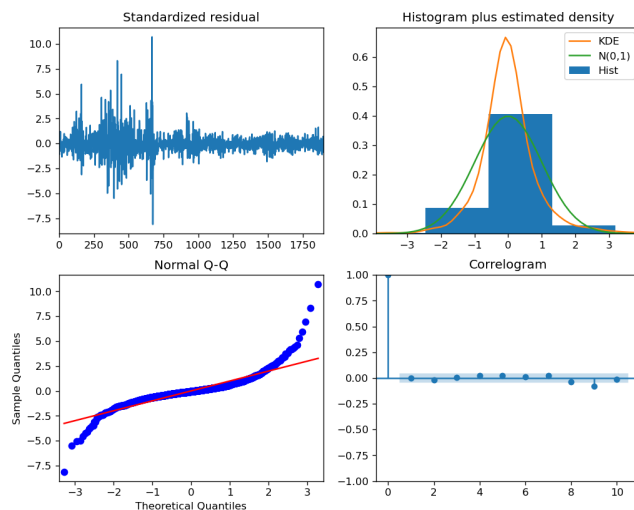 Standardized residual
10.0
7.5
5.0
2.5
0.0
−2.5
−5.0
−7.5
0 250 500 750 1000 1250 1500 1750
Histogram plus estimated density
KDE
N(0,1)
Hist
0.6
0.5
0.4
0.3
0.2
0.1
0.0
−3 −2 −1 0 1 2 3
Normal Q-Q
Sample Quantiles
10.0
7.5
5.0
2.5
0.0
−2.5
−5.0
−7.5
−3 −2 −1 0 1 2 3
Theoretical Quantiles
Correlogram
1.00
0.75
0.50
0.25
0.00
−0.25
−0.50
−0.75
−1.00
0 2 4 6 8 10